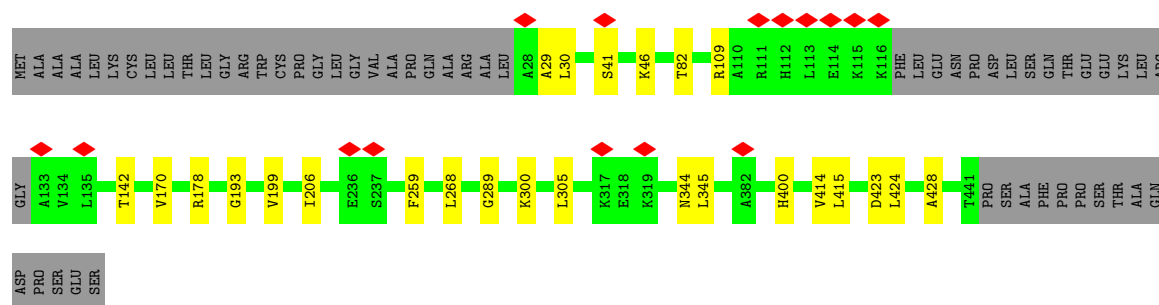 MET ALA ALA ALA LEU LYS CYS LEU LEU THR LEU GLY ARG TRP CYS PRO GLY LEU GLY VAL ALA PRO GLN ALA ARG ALA LEU A28 A29 L30 S41 K46 T82 R109 A110 R111 H112 L113 E114 K115 K116 PHE LEU GLU ASN PRO ASP LEU SER GLN THR GLU GLU LYS LEU ARG
GLY A133 V134 L135 T142 V170 R178 G193 V199 I206 E236 S237 F259 L268 G289 K300 L305 K317 E318 K319 N344 L345 A382 H400 V414 L415 D423 L424 A428 T441 PRO SER ALA PHE PRO PRO SER THR ALA GLN
ASP PRO SER GLU SER